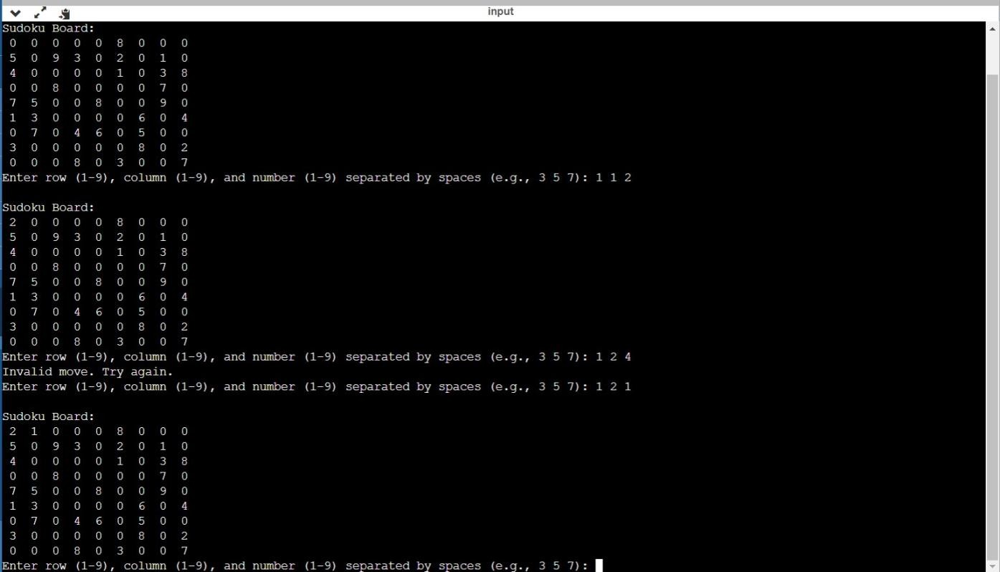 input
Sudoku Board:
0 0 0 0 0 8 0 0 0
5 0 9 3 0 2 0 1 0
4 0 0 0 0 1 0 3 8
0 0 8 0 0 0 0 7 0
7 5 0 0 8 0 0 9 0
1 3 0 0 0 0 6 0 4
0 7 0 4 6 0 5 0 0
3 0 0 0 0 0 8 0 2
0 0 0 8 0 3 0 0 7
Enter row (1-9), column (1-9), and number (1-9) separated by spaces (e.g., 3 5 7): 1 1 2
Sudoku Board:
2 0 0 0 0 8 0 0 0
5 0 9 3 0 2 0 1 0
4 0 0 0 0 1 0 3 8
0 0 8 0 0 0 0 7 0
7 5 0 0 8 0 0 9 0
1 3 0 0 0 0 6 0 4
0 7 0 4 6 0 5 0 0
3 0 0 0 0 0 8 0 2
0 0 0 8 0 3 0 0 7
Enter row (1-9), column (1-9), and number (1-9) separated by spaces (e.g., 3 5 7): 1 2 4
Invalid move. Try again.
Enter row (1-9), column (1-9), and number (1-9) separated by spaces (e.g., 3 5 7): 1 2 1
Sudoku Board:
2 1 0 0 0 8 0 0 0
5 0 9 3 0 2 0 1 0
4 0 0 0 0 1 0 3 8
0 0 8 0 0 0 0 7 0
7 5 0 0 8 0 0 9 0
1 3 0 0 0 0 6 0 4
0 7 0 4 6 0 5 0 0
3 0 0 0 0 0 8 0 2
0 0 0 8 0 3 0 0 7
Enter row (1-9), column (1-9), and number (1-9) separated by spaces (e.g., 3 5 7):